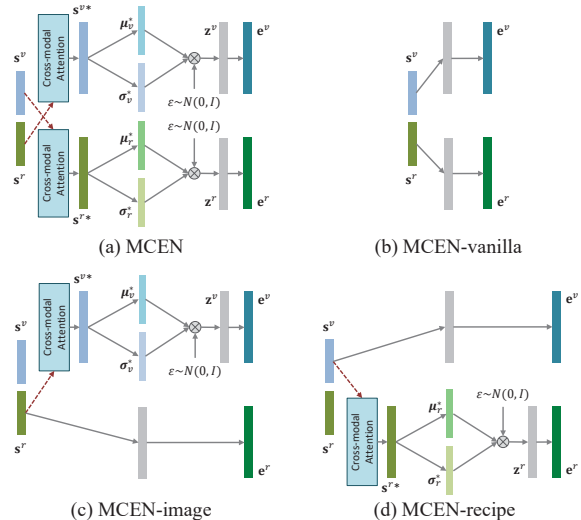 s^v
s^r
Cross-modal
Attention
Cross-modal
Attention
s^{v*}
s^{r*}
μ_v^*
σ_v^*
μ_r^*
σ_r^*
ε~N(0, I)
ε~N(0, I)
z^v
z^r
e^v
e^r
(a) MCEN
s^v
s^r
e^v
e^r
(b) MCEN-vanilla
s^v
s^r
Cross-modal
Attention
s^{v*}
μ_v^*
σ_v^*
ε~N(0, I)
z^v
e^v
e^r
(c) MCEN-image
s^v
s^r
Cross-modal
Attention
s^{r*}
μ_r^*
σ_r^*
ε~N(0, I)
z^r
e^v
e^r
(d) MCEN-recipe